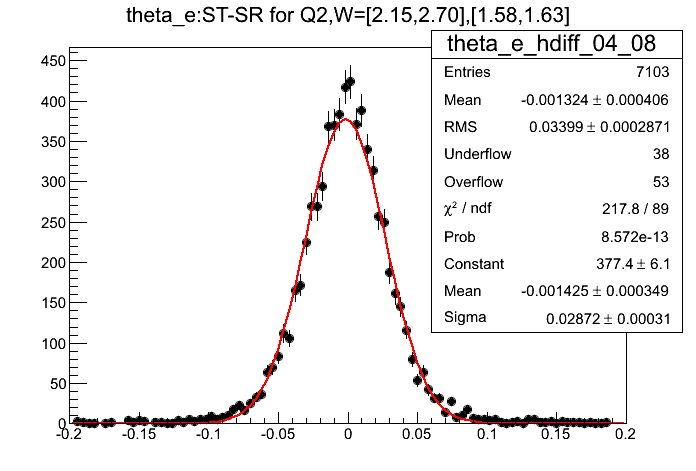 theta_e:ST-SR for Q2,W=[2.15,2.70],[1.58,1.63]
theta_e_hdiff_04_08
Entries 7103
Mean -0.001324 ± 0.000406
RMS 0.03399 ± 0.0002871
Underflow 38
Overflow 53
χ² / ndf 217.8 / 89
Prob 8.572e-13
Constant 377.4 ± 6.1
Mean -0.001425 ± 0.000349
Sigma 0.02872 ± 0.00031
450
400
350
300
250
200
150
100
50
0
-0.2 -0.15 -0.1 -0.05 0 0.05 0.1 0.15 0.2